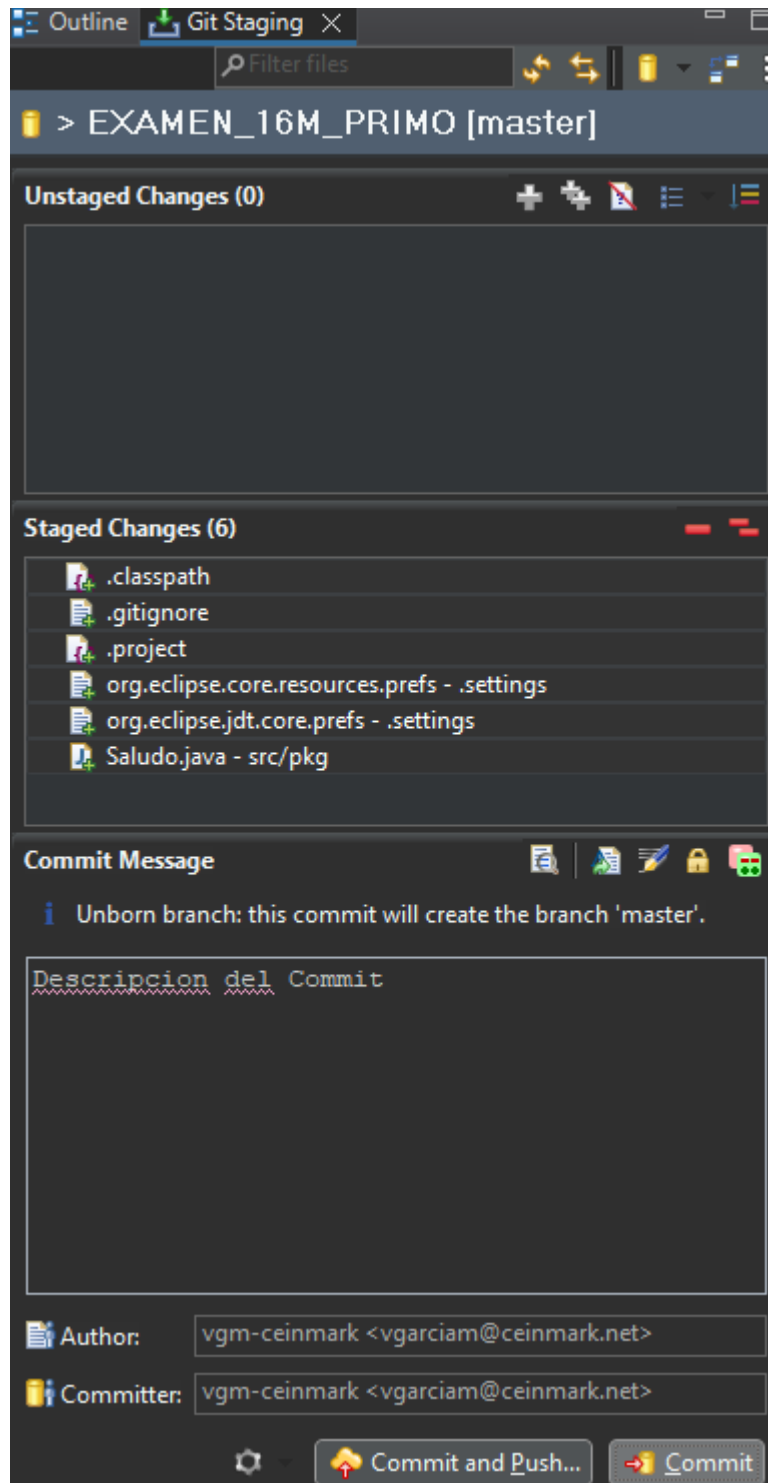 Outline Git Staging
Filter files
> EXAMEN_16M_PRIMO [master]
Unstaged Changes (0)
Staged Changes (6)
.classpath
.gitignore
.project
org.eclipse.core.resources.prefs - .settings
org.eclipse.jdt.core.prefs - .settings
Saludo.java - src/pkg
Commit Message
Unborn branch: this commit will create the branch 'master'.
Descripcion del Commit
Author: vgm-ceinmark <vgarciam@ceinmark.net>
Committer: vgm-ceinmark <vgarciam@ceinmark.net>
Commit and Push... Commit